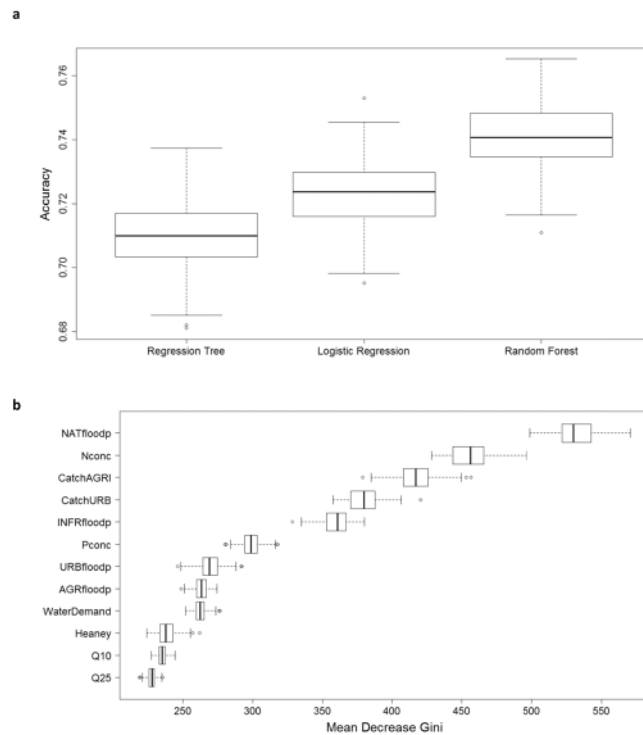 a
0.76
0.74
0.72
0.70
0.68
Accuracy
Regression Tree Logistic Regression Random Forest
b
NATfloodp
Nconc
CatchAGRI
CatchURB
INFRfloodp
Pconc
URBfloodp
AGRfloodp
WaterDemand
Heaney
Q10
Q25
250 300 350 400 450 500 550
Mean Decrease Gini